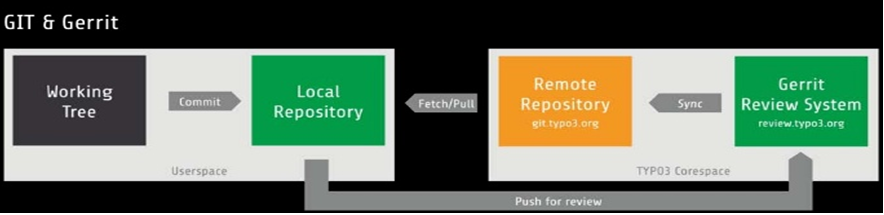 GIT & Gerrit
Working
Tree
Commit
Local
Repository
Userspace
Fetch/Pull
Remote
Repository
git.typo3.org
Sync
Gerrit
Review System
review.typo3.org
TYPO3 Corespace
Push for review